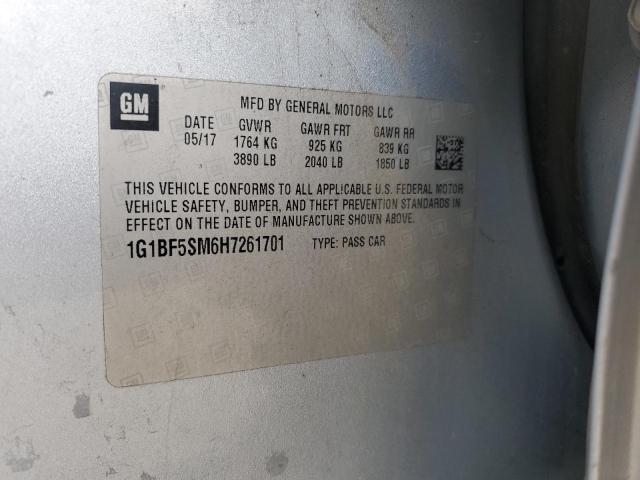 GM
MFD BY GENERAL MOTORS LLC
DATE GVWR GAWR FRT GAWR RR
05/17 1764 KG 925 KG 839 KG
3890 LB 2040 LB 1850 LB
THIS VEHICLE CONFORMS TO ALL APPLICABLE U.S. FEDERAL MOTOR
VEHICLE SAFETY, BUMPER, AND THEFT PREVENTION STANDARDS IN
EFFECT ON THE DATE OF MANUFACTURE SHOWN ABOVE.
1G1BF5SM6H7261701 TYPE: PASS CAR